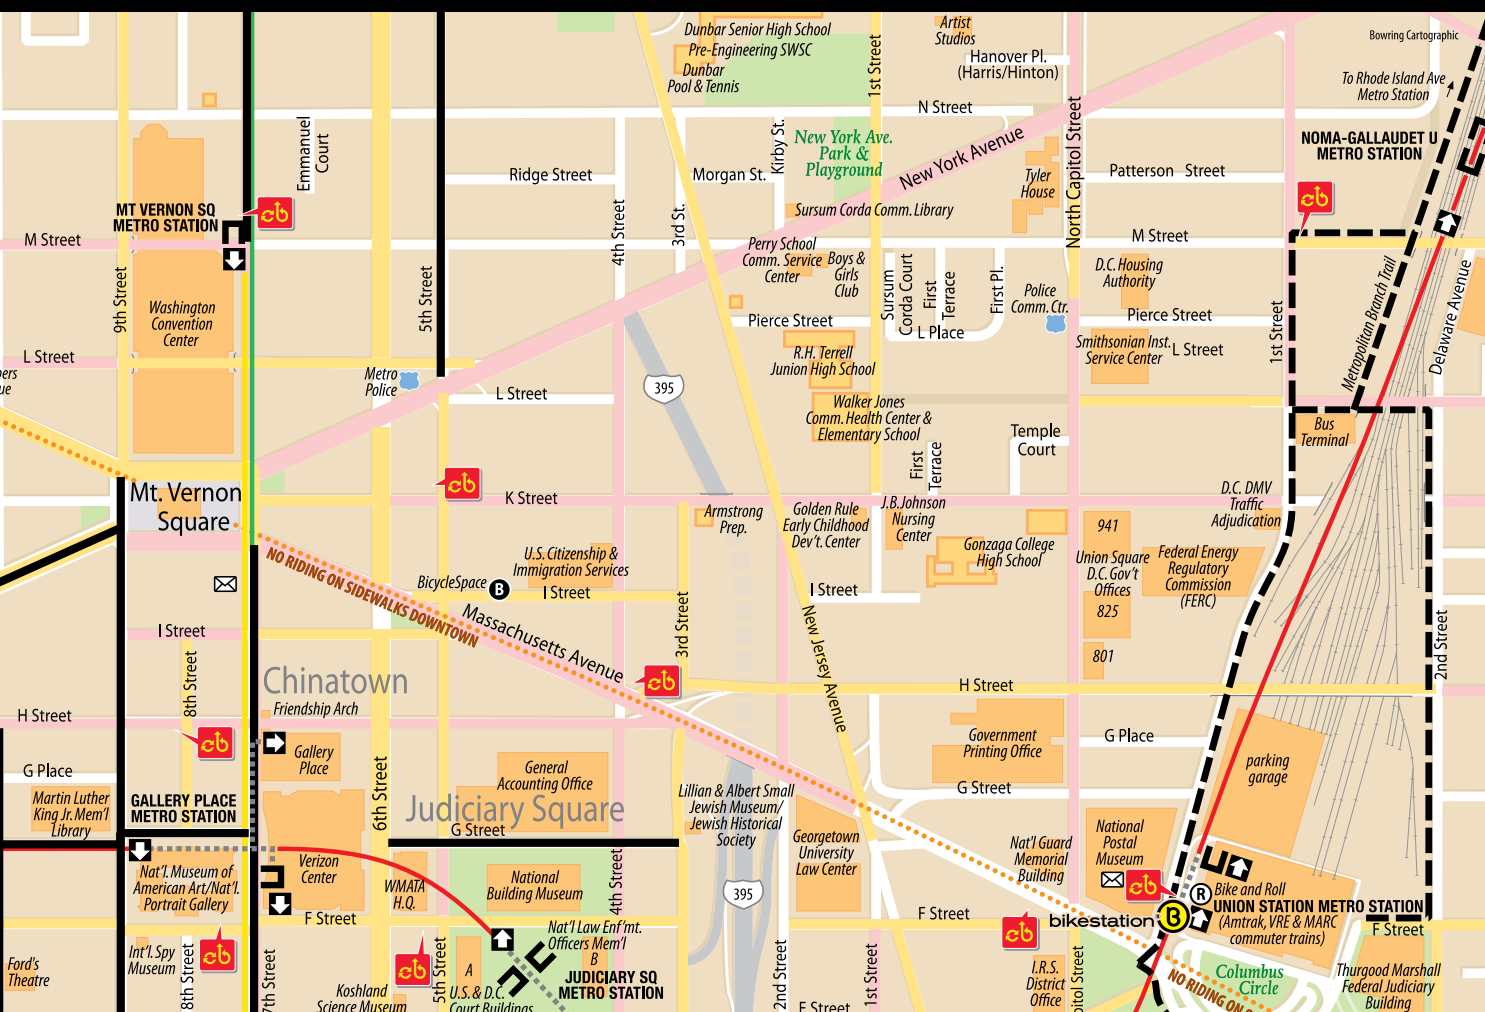 Dunbar Senior High School
Pre-Engineering SWSC
Dunbar
Pool & Tennis
1st Street
Artist
Studios
Hanover Pl.
(Harris/Hinton)
Bowring Cartographic
To Rhode Island Ave
Metro Station
N Street
North Capitol Street
NOMA-GALLAUDET U
METRO STATION
Emmanuel
Court
Kirby St.
New York Ave.
Park &
Playground
New York Avenue
Ridge Street
Morgan St.
Tyler
House
Patterson Street
MT VERNON SQ
METRO STATION
cb
cb
4th Street
3rd St.
Sursum Corda Comm. Library
M Street
M Street
Perry School
Comm. Service
Center
Boys &
Girls
Club
Sursum
Corda Court
First
Terrace
First Pl.
Police
Comm. Ctr.
D.C. Housing
Authority
9th Street
Washington
Convention
Center
5th Street
Pierce Street
L Place
Pierce Street
1st Street
Metropolitan Branch Trail
Delaware Avenue
L Street
Smithsonian Inst.
Service Center
L Street
R.H. Terrell
Junion High School
Metro
Police
395
L Street
Walker Jones
Comm. Health Center &
Elementary School
Temple
Court
First
Terrace
Bus
Terminal
Mt. Vernon
Square
cb
K Street
Armstrong
Prep.
Golden Rule
Early Childhood
Dev't. Center
J.B.Johnson
Nursing
Center
Gonzaga College
High School
D.C. DMV
Traffic
Adjudication
941
Union Square
D.C. Gov't
Offices
825
801
Federal Energy
Regulatory
Commission
(FERC)
NO RIDING ON SIDEWALKS DOWNTOWN
U.S. Citizenship &
Immigration Services
BicycleSpace
B
I Street
I Street
Massachusetts Avenue
3rd Street
New Jersey Avenue
2nd Street
I Street
8th Street
Chinatown
Friendship Arch
cb
H Street
H Street
cb
Gallery
Place
Government
Printing Office
G Place
G Place
parking
garage
General
Accounting Office
6th Street
Martin Luther
King Jr. Mem'l
Library
GALLERY PLACE
METRO STATION
Judiciary Square
G Street
G Street
Lillian & Albert Small
Jewish Museum/
Jewish Historical
Society
Georgetown
University
Law Center
Nat'l Guard
Memorial
Building
National
Postal
Museum
Nat'l. Museum of
American Art/Nat'l.
Portrait Gallery
Verizon
Center
WMATA
H.Q.
National
Building Museum
4th Street
395
cb
R
Bike and Roll
UNION STATION METRO STATION
(Amtrak, VRE & MARC
commuter trains)
F Street
F Street
cb
bikestation
B
F Street
Int'l. Spy
Museum
cb
8th Street
7th Street
cb
5th Street
A
U.S. & D.C.
Court Buildings
Nat'l Law Enf'mt.
Officers Mem'l
B
JUDICIARY SQ
METRO STATION
Ford's
Theatre
Koshland
Science Museum
2nd Street
E Street
1st Street
I.R.S.
District
Office
pitol Street
NO RIDING ON S
Columbus
Circle
Thurgood Marshall
Federal Judiciary
Building